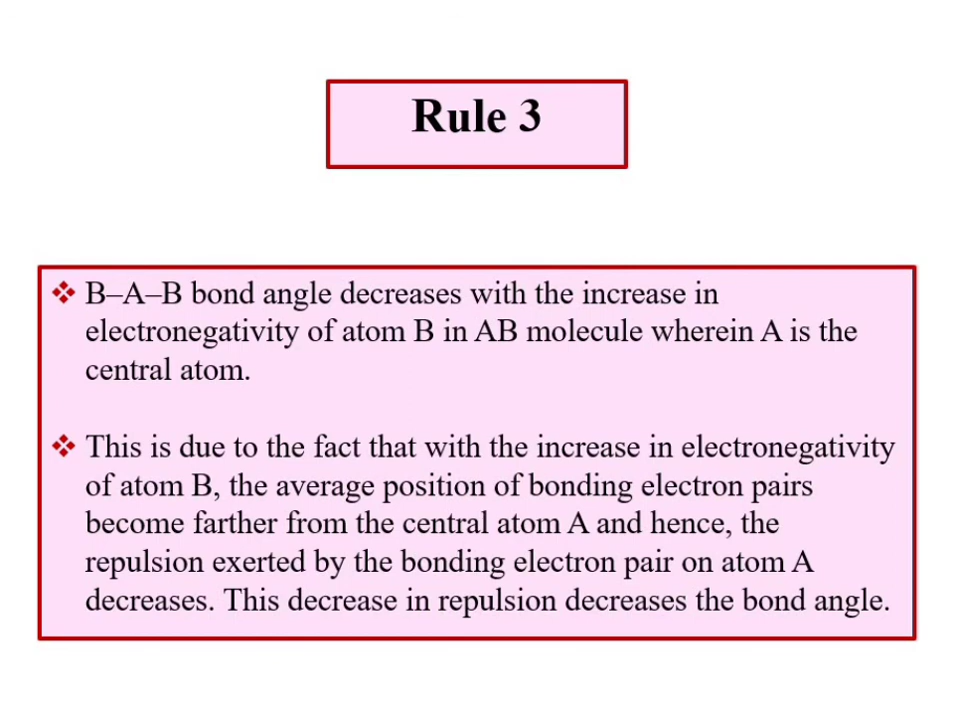 Rule 3
❖ B–A–B bond angle decreases with the increase in
electronegativity of atom B in AB molecule wherein A is the
central atom.
❖ This is due to the fact that with the increase in electronegativity
of atom B, the average position of bonding electron pairs
become farther from the central atom A and hence, the
repulsion exerted by the bonding electron pair on atom A
decreases. This decrease in repulsion decreases the bond angle.